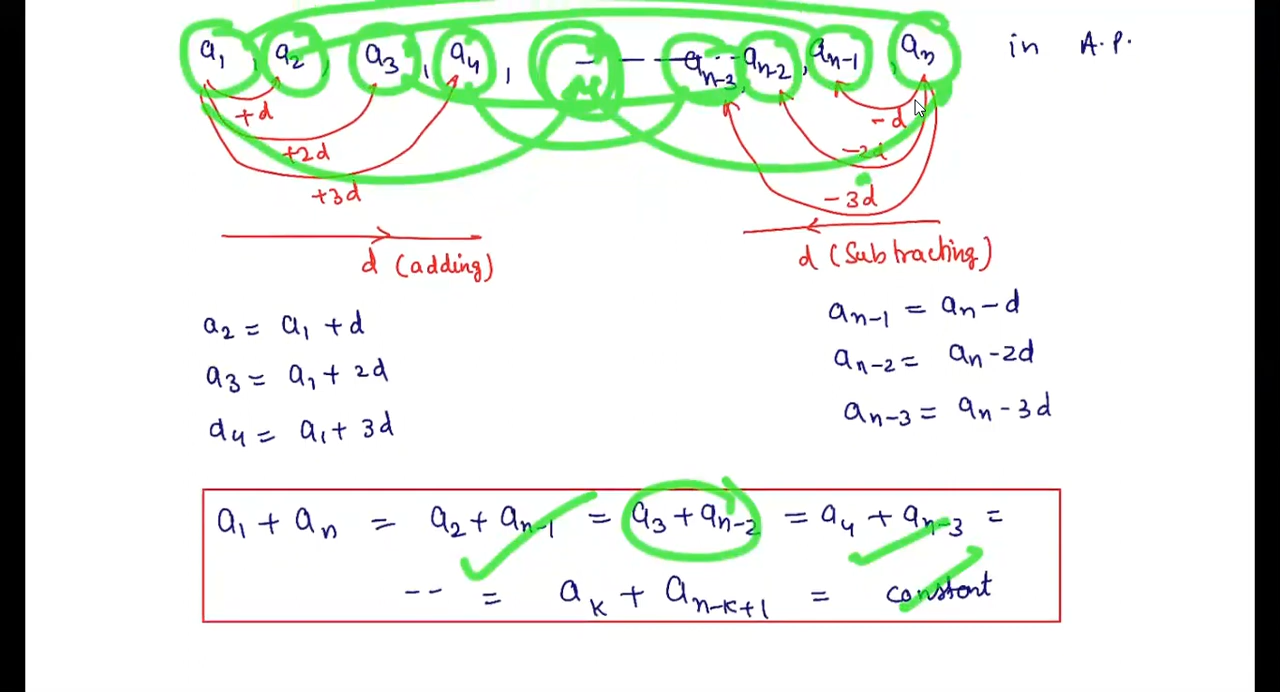 a₁, a₂, a₃, a₄, - - - - aₙ₋₃, aₙ₋₂, aₙ₋₁, aₙ in A.P.
+d -d
+2d -2d
+3d -3d
d (adding) d (Subtracting)
a₂ = a₁ + d aₙ₋₁ = aₙ - d
a₃ = a₁ + 2d aₙ₋₂ = aₙ - 2d
a₄ = a₁ + 3d aₙ₋₃ = aₙ - 3d
a₁ + aₙ = a₂ + aₙ₋₁ = a₃ + aₙ₋₂ = a₄ + aₙ₋₃ =
-- = aₖ + aₙ₋ₖ₊₁ = constant